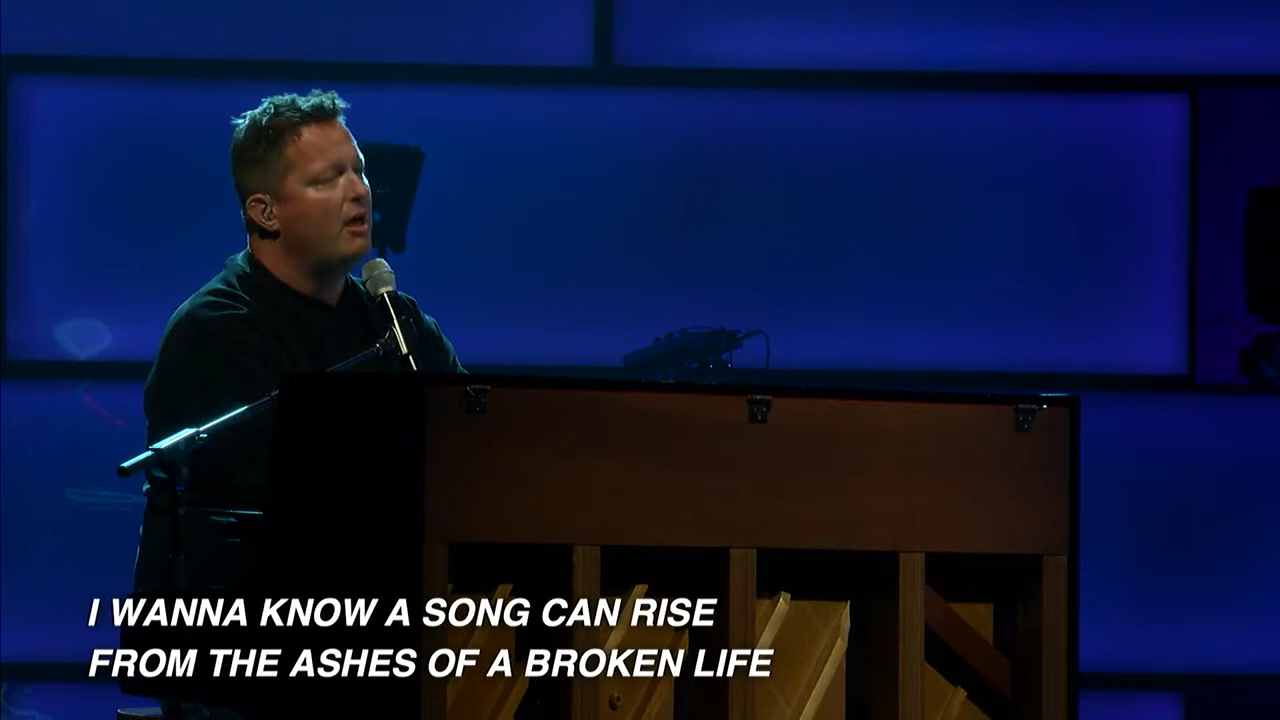 I WANNA KNOW A SONG CAN RISE
FROM THE ASHES OF A BROKEN LIFE